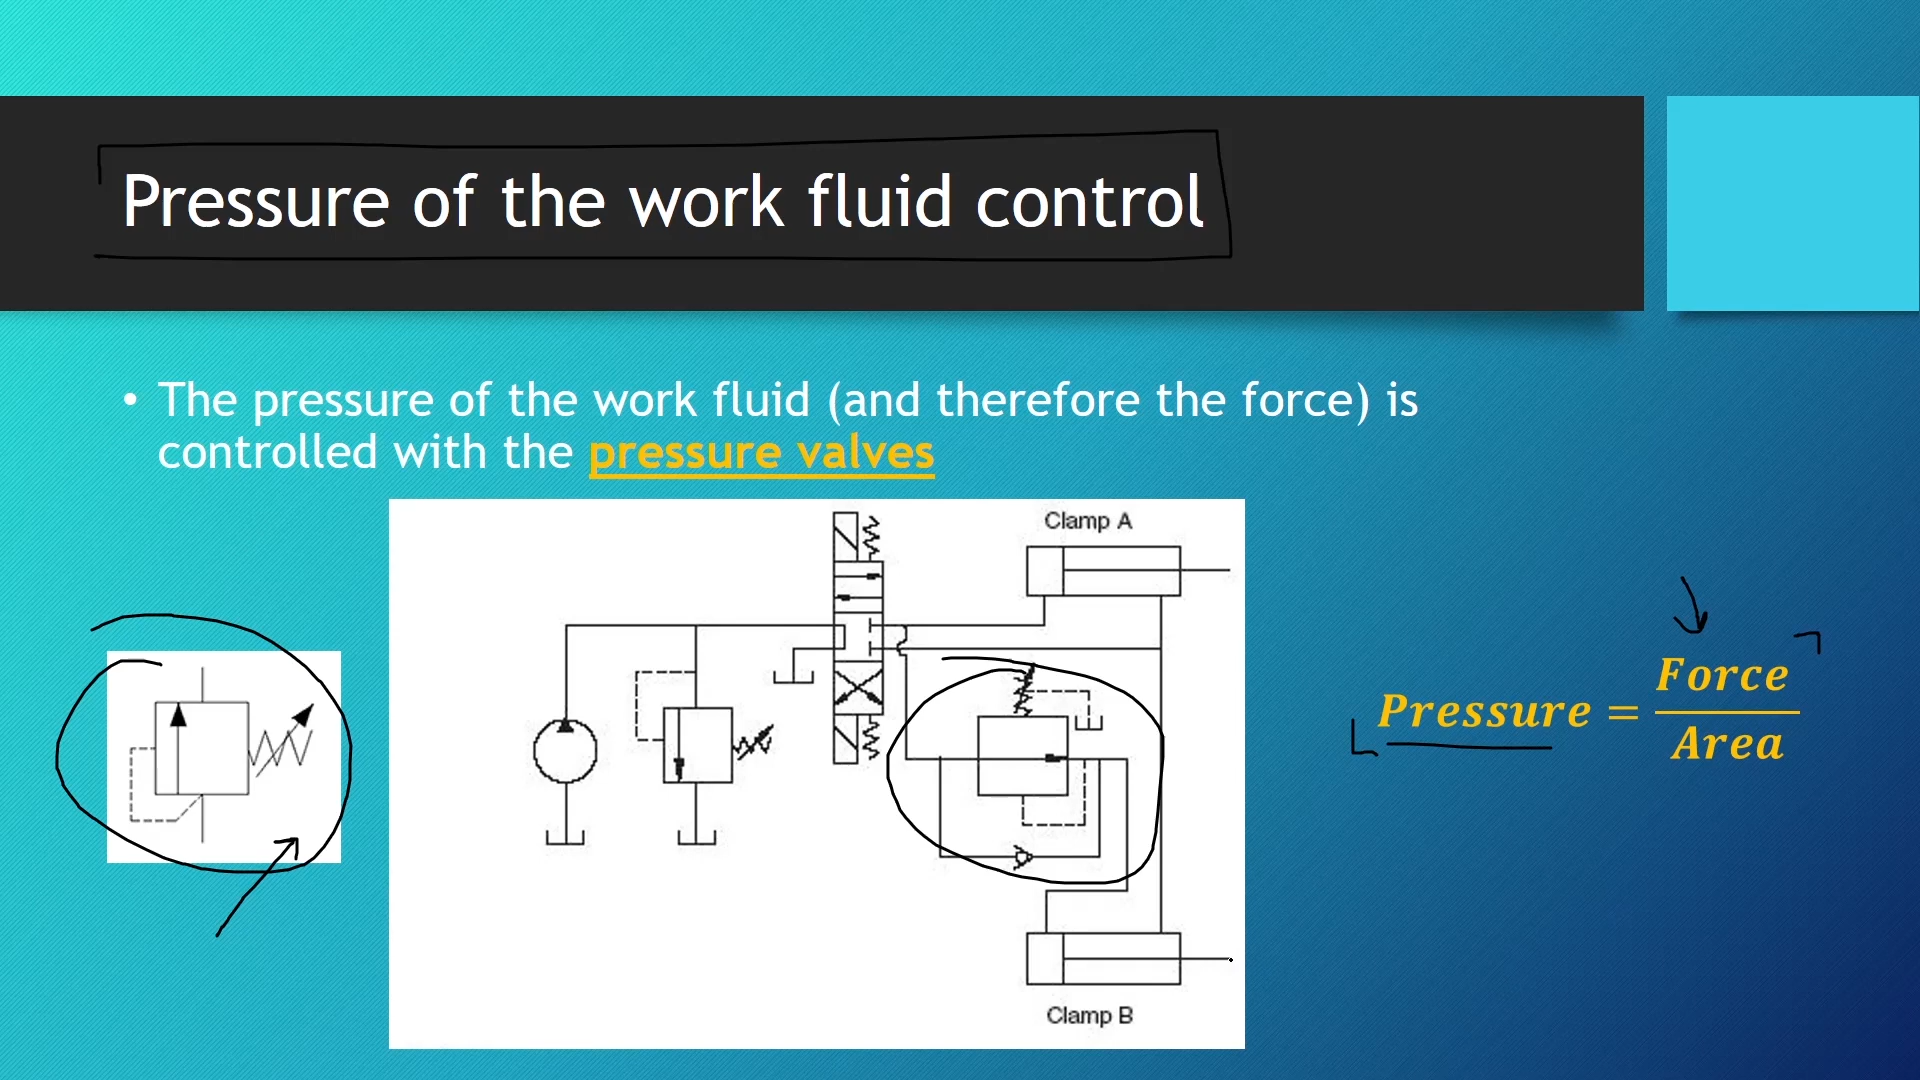 Pressure of the work fluid control
• The pressure of the work fluid (and therefore the force) is
controlled with the pressure valves
Clamp A
Clamp B
Pressure = Force / Area